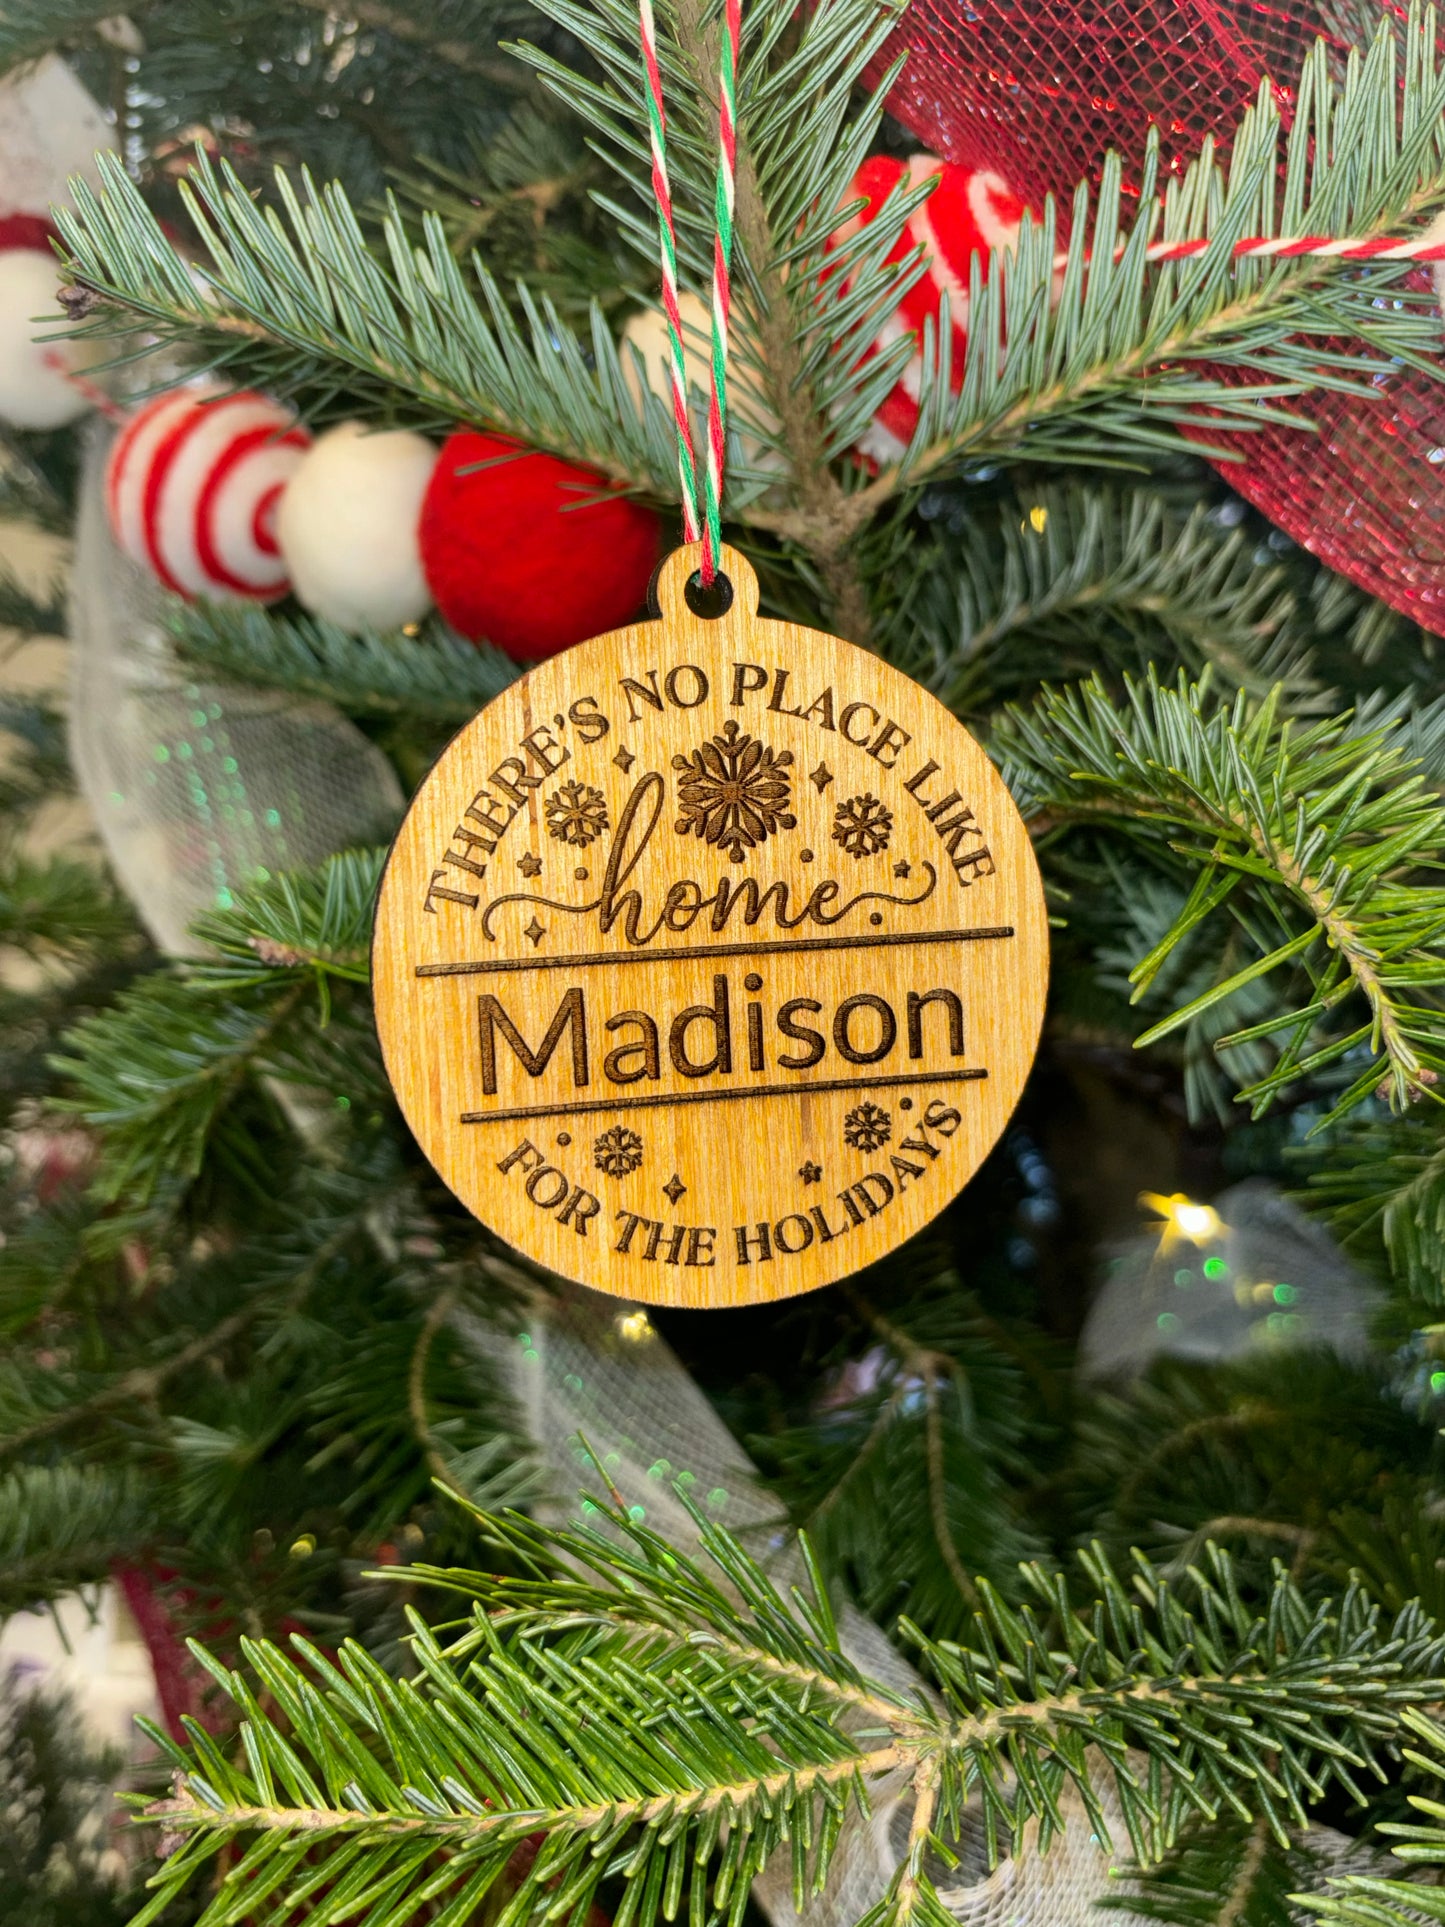 THERE'S NO PLACE LIKE
home
Madison
FOR THE HOLIDAYS